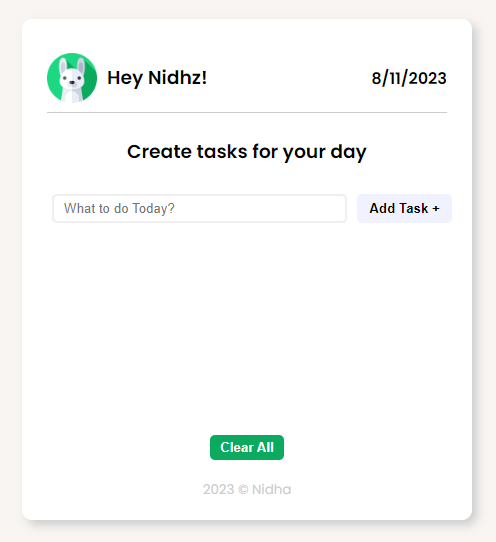 Hey Nidhz!
8/11/2023
Create tasks for your day
What to do Today?
Add Task +
Clear All
2023 © Nidha